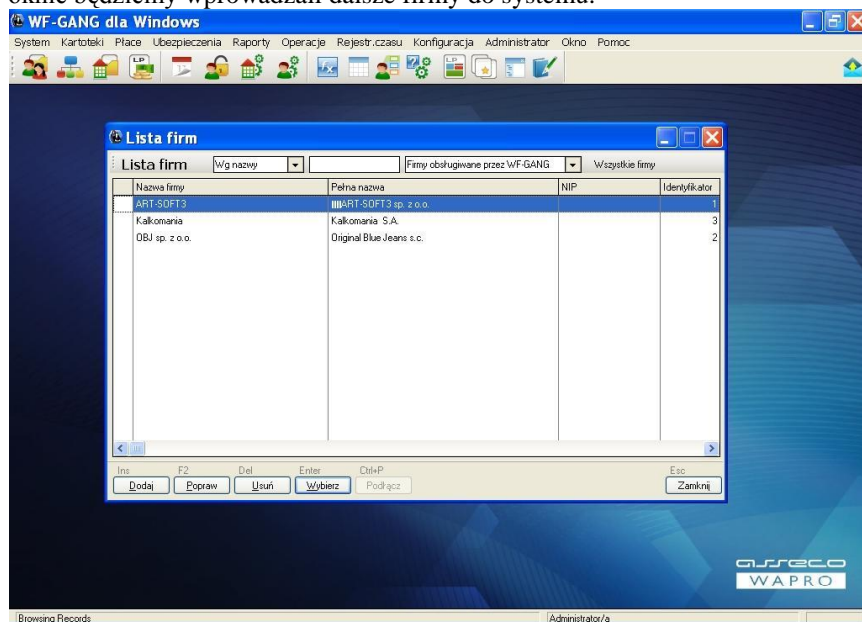 oknie będziemy wprowadzali dalsze firmy do systemu.
WF-GANG dla Windows
System Kartoteki Płace Ubezpieczenia Raporty Operacje Rejestr.czasu Konfiguracja Administrator Okno Pomoc
Lista firm
Lista firm Wg nazwy Firmy obsługiwane przez WF-GANG Wszystkie firmy
Nazwa firmy Pełna nazwa NIP Identyfikator
ART-SOFT3 IIIIART-SOFT3 sp. z o.o. 1
Kalkomania Kalkomania S.A. 3
OBJ sp. z o.o. Original Blue Jeans s.c. 2
Ins F2 Del Enter Ctrl+P Esc
Dodaj Popraw Usuń Wybierz Podłącz Zamknij
asseco
WAPRO
Browsing Records Administrator/a